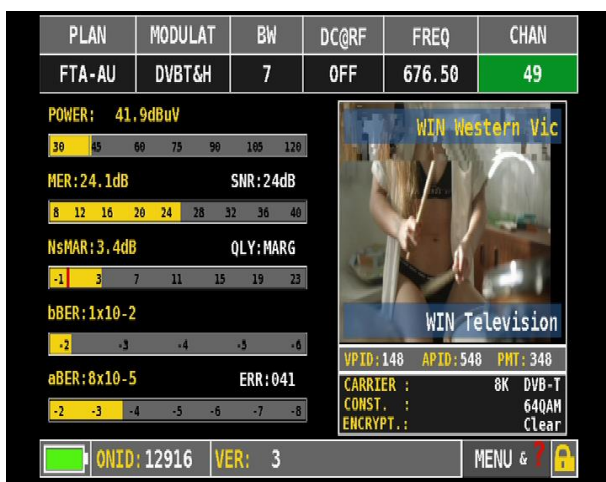 PLAN MODULAT BW DC@RF FREQ CHAN
FTA-AU DVBT&H 7 OFF 676.50 49
POWER: 41.9dBuV
30 45 60 75 90 105 120
MER:24.1dB SNR:24dB
8 12 16 20 24 28 32 36 40
NsMAR:3.4dB QLY:MARG
-1 3 7 11 15 19 23
bBER:1x10-2
-2 -3 -4 -5 -6
aBER:8x10-5 ERR:041
-2 -3 -4 -5 -6 -7 -8
WIN Western Vic
WIN Television
VPID:148 APID:548 PMT:348
CARRIER : 8K DVB-T
CONST. : 64QAM
ENCRYPT.: Clear
ONID:12916 VER: 3 MENU & ?